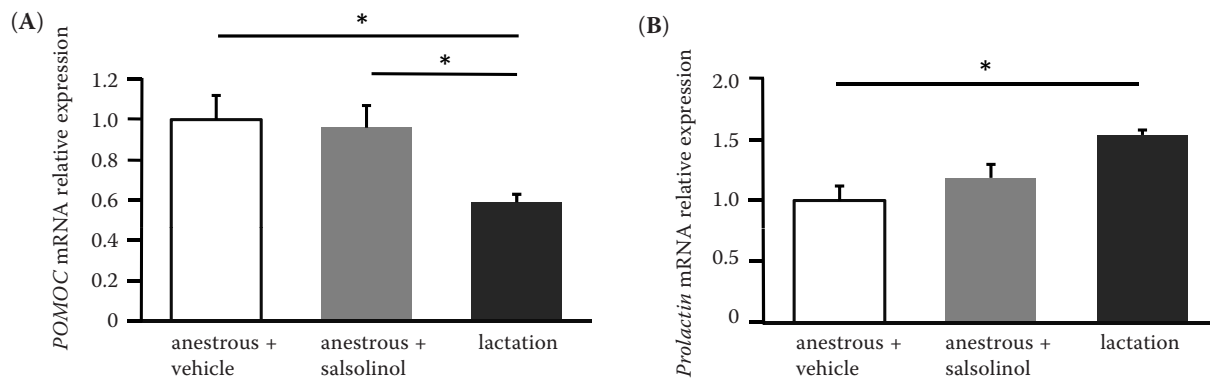 (A)
*
*
POMOC mRNA relative expression
1.2
1.0
0.8
0.6
0.4
0.2
0
anestrous +
vehicle
anestrous +
salsolinol
lactation
(B)
*
Prolactin mRNA relative expression
2.0
1.5
1.0
0.5
0
anestrous +
vehicle
anestrous +
salsolinol
lactation